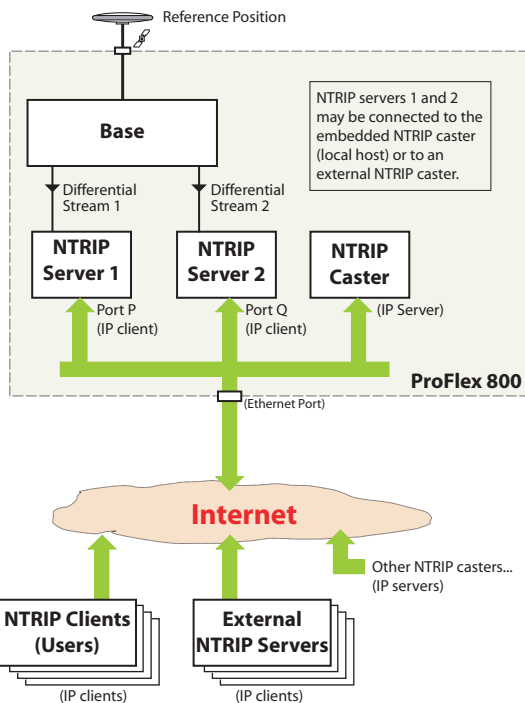 Reference Position
Base
NTRIP servers 1 and 2
may be connected to the
embedded NTRIP caster
(local host) or to an
external NTRIP caster.
Differential
Stream 1
Differential
Stream 2
NTRIP
Server 1
NTRIP
Server 2
NTRIP
Caster
Port P
(IP client)
Port Q
(IP client)
(IP Server)
ProFlex 800
(Ethernet Port)
Internet
Other NTRIP casters...
(IP servers)
NTRIP Clients
(Users)
External
NTRIP Servers
(IP clients)
(IP clients)